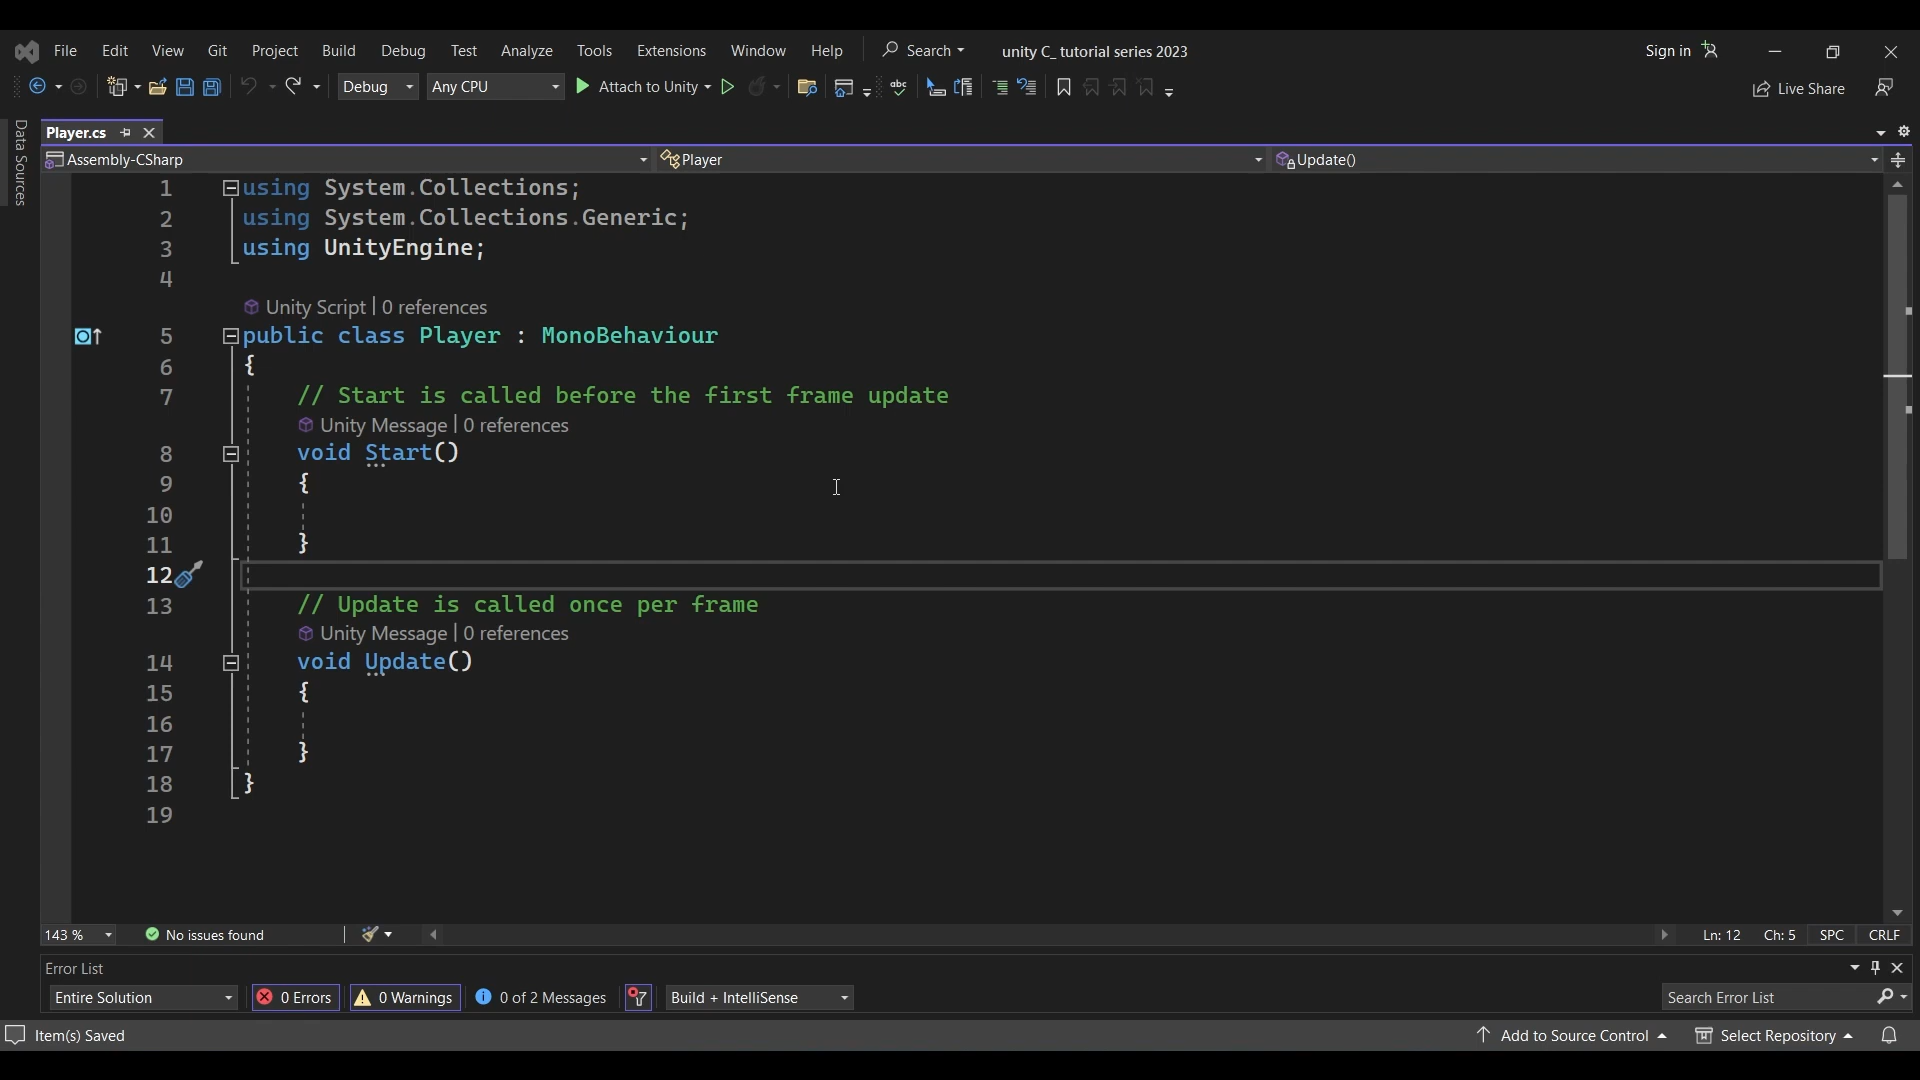 File Edit View Git Project Build Debug Test Analyze Tools Extensions Window Help Search unity C_ tutorial series 2023 Sign in
Debug Any CPU Attach to Unity abc Live Share
Data Sources
Player.cs
Assembly-CSharp Player Update()
1 using System.Collections;
2 using System.Collections.Generic;
3 using UnityEngine;
4
Unity Script | 0 references
5 public class Player : MonoBehaviour
6 {
7 // Start is called before the first frame update
Unity Message | 0 references
8 void Start()
9 {
10
11 }
12
13 // Update is called once per frame
Unity Message | 0 references
14 void Update()
15 {
16
17 }
18 }
19
143 % No issues found Ln: 12 Ch: 5 SPC CRLF
Error List
Entire Solution 0 Errors 0 Warnings 0 of 2 Messages Build + IntelliSense Search Error List
Item(s) Saved Add to Source Control Select Repository